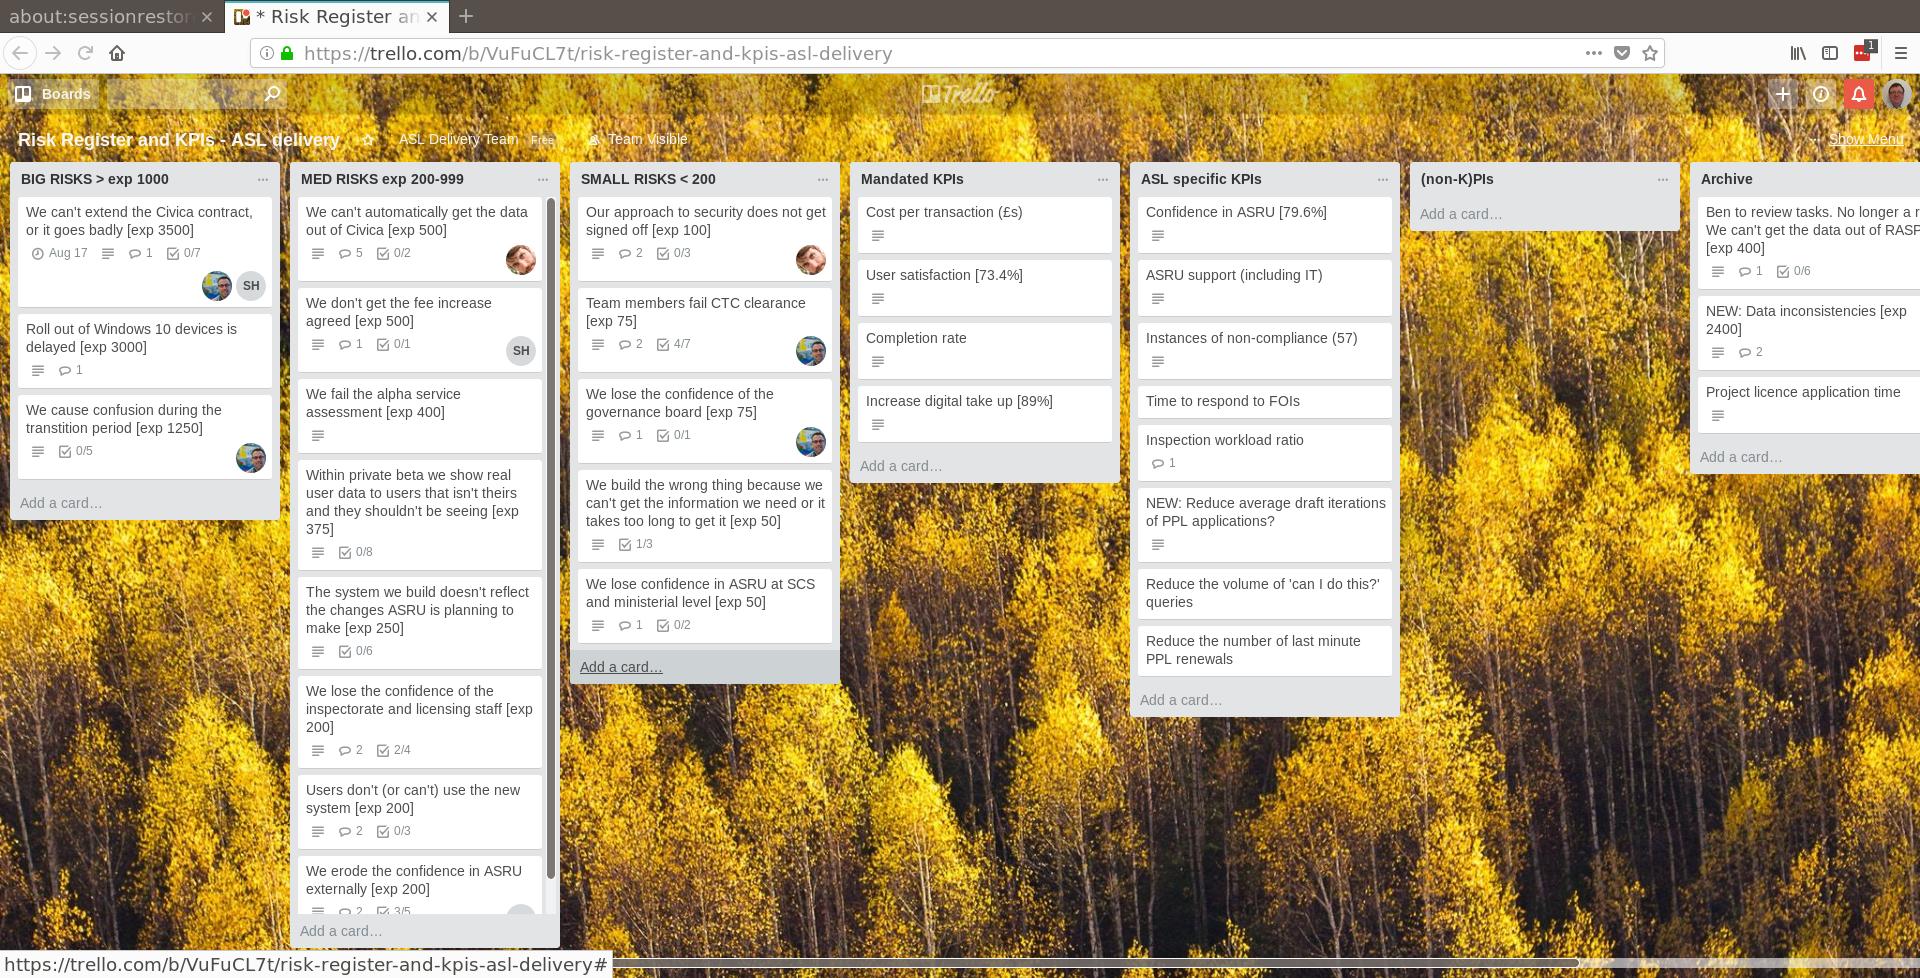 about:sessionrestor
* Risk Register an
https://trello.com/b/VuFuCL7t/risk-register-and-kpis-asl-delivery
1
Boards
Trello
Risk Register and KPIs - ASL delivery
ASL Delivery Team
Free
Team Visible
Show Menu
BIG RISKS > exp 1000
We can't extend the Civica contract,
or it goes badly [exp 3500]
Aug 17
1
0/7
SH
Roll out of Windows 10 devices is
delayed [exp 3000]
1
We cause confusion during the
transtition period [exp 1250]
0/5
Add a card…
MED RISKS exp 200-999
We can't automatically get the data
out of Civica [exp 500]
5
0/2
We don't get the fee increase
agreed [exp 500]
1
0/1
SH
We fail the alpha service
assessment [exp 400]
Within private beta we show real
user data to users that isn't theirs
and they shouldn't be seeing [exp
375]
0/8
The system we build doesn't reflect
the changes ASRU is planning to
make [exp 250]
0/6
We lose the confidence of the
inspectorate and licensing staff [exp
200]
2
2/4
Users don't (or can't) use the new
system [exp 200]
2
0/3
We erode the confidence in ASRU
externally [exp 200]
2
3/5
Add a card…
SMALL RISKS < 200
Our approach to security does not get
signed off [exp 100]
2
0/3
Team members fail CTC clearance
[exp 75]
2
4/7
We lose the confidence of the
governance board [exp 75]
1
0/1
We build the wrong thing because we
can't get the information we need or it
takes too long to get it [exp 50]
1/3
We lose confidence in ASRU at SCS
and ministerial level [exp 50]
1
0/2
Add a card…
Mandated KPIs
Cost per transaction (£s)
User satisfaction [73.4%]
Completion rate
Increase digital take up [89%]
Add a card…
ASL specific KPIs
Confidence in ASRU [79.6%]
ASRU support (including IT)
Instances of non-compliance (57)
Time to respond to FOIs
Inspection workload ratio
1
NEW: Reduce average draft iterations
of PPL applications?
Reduce the volume of 'can I do this?'
queries
Reduce the number of last minute
PPL renewals
Add a card…
(non-K)PIs
Add a card…
Archive
Ben to review tasks. No longer a r
We can't get the data out of RASP
[exp 400]
1
0/6
NEW: Data inconsistencies [exp
2400]
2
Project licence application time
Add a card…
https://trello.com/b/VuFuCL7t/risk-register-and-kpis-asl-delivery#